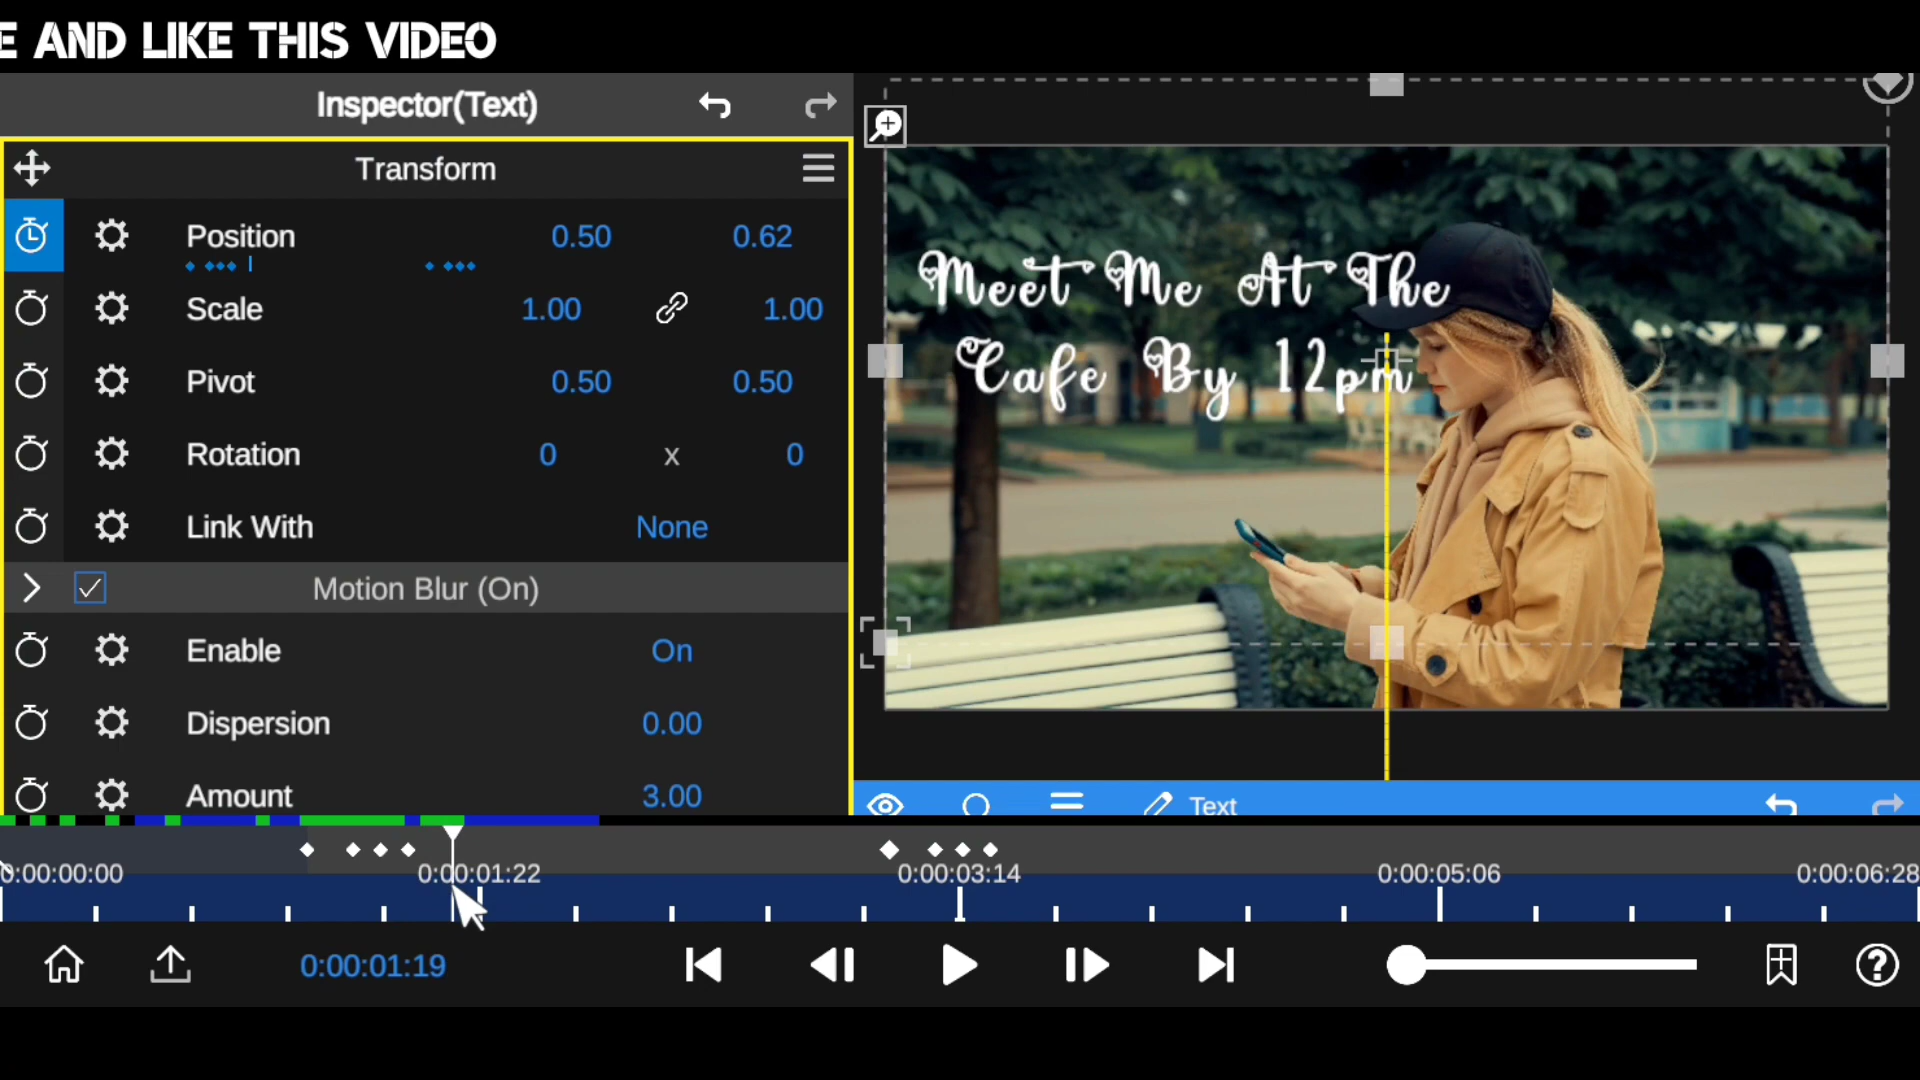 E AND LIKE THIS VIDEO
Inspector(Text)
Transform
Position 0.50 0.62
Scale 1.00 1.00
Pivot 0.50 0.50
Rotation 0 x 0
Link With None
Motion Blur (On)
Enable On
Dispersion 0.00
Amount 3.00
Meet Me At The
Cafe By 12pm
Text
0:00:00:00 0:00:01:22 0:00:03:14 0:00:05:06 0:00:06:28
0:00:01:19